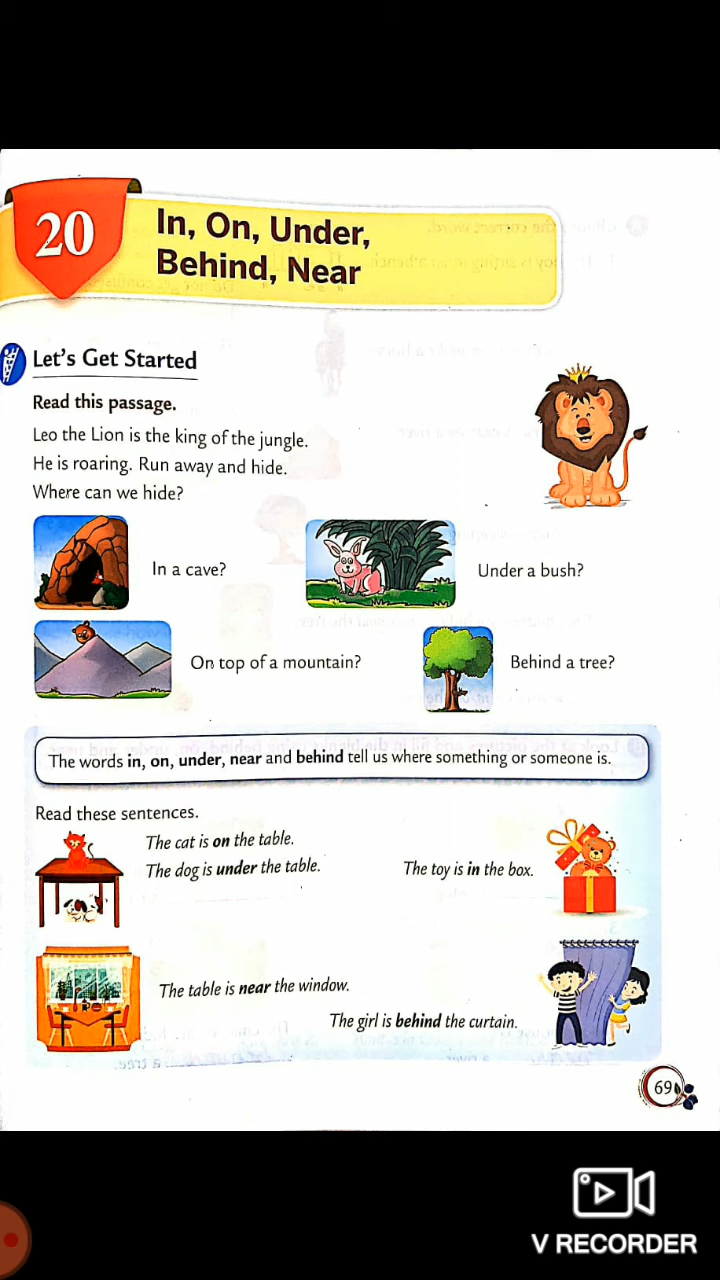 20
In, On, Under,
Behind, Near
Let's Get Started
Read this passage.
Leo the Lion is the king of the jungle.
He is roaring. Run away and hide.
Where can we hide?
In a cave?
Under a bush?
On top of a mountain?
Behind a tree?
The words in, on, under, near and behind tell us where something or someone is.
Read these sentences.
The cat is on the table.
The dog is under the table.
The toy is in the box.
The table is near the window.
The girl is behind the curtain.
69
V RECORDER